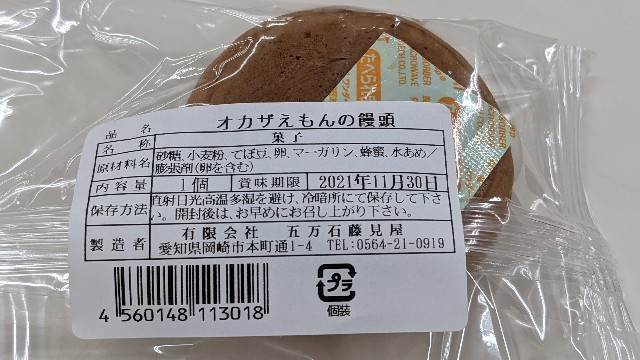 品名 オカザえもんの饅頭
名称 菓子
原材料名 砂糖、小麦粉、てぼ豆、卵、マーガリン、蜂蜜、水あめ／
膨張剤(卵を含む)
内容量 1個 賞味期限 2021年11月30日
保存方法 直射日光高温多湿を避け、冷暗所にて保存して下さ
い。開封後は、お早めにお召し上がり下さい。
製造者 有限会社 五万石藤見屋
愛知県岡崎市本町通1-4 TEL:0564-21-0919
4 560148 113018
プラ
個装
たべられ
MICROWAVE